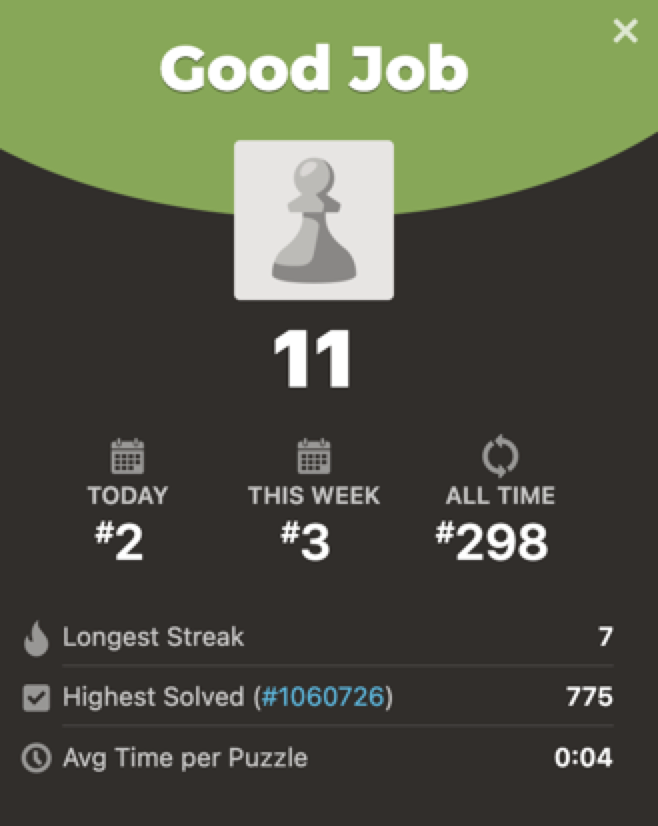 Good Job
11
TODAY THIS WEEK ALL TIME
#2 #3 #298
Longest Streak 7
Highest Solved (#1060726) 775
Avg Time per Puzzle 0:04